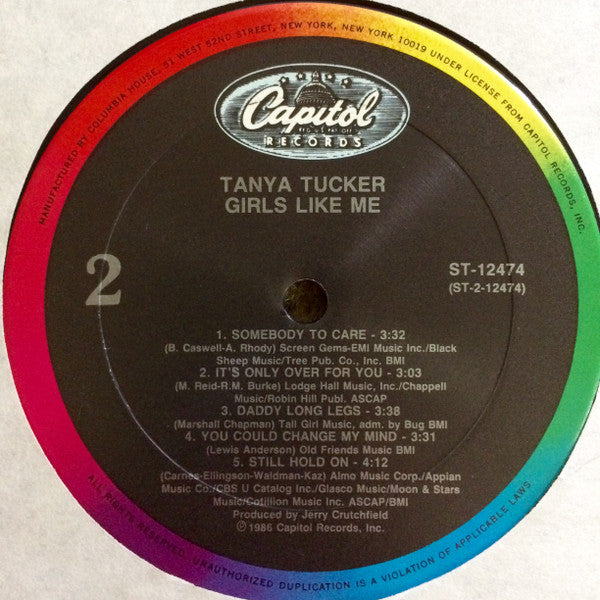 MANUFACTURED BY COLUMBIA HOUSE, 51 WEST 52ND STREET, NEW YORK, NEW YORK 10019 UNDER LICENSE FROM CAPITOL RECORDS, INC.
Capitol
RECORDS
TANYA TUCKER
GIRLS LIKE ME
2
ST-12474
(ST-2-12474)
1. SOMEBODY TO CARE - 3:32
(B. Caswell-A. Rhody) Screen Gems-EMI Music Inc./Black
Sheep Music/Tree Pub. Co., Inc. BMI
2. IT'S ONLY OVER FOR YOU - 3:03
(M. Reid-R.M. Burke) Lodge Hall Music, Inc./Chappell
Music/Robin Hill Publ. ASCAP
3. DADDY LONG LEGS - 3:38
(Marshall Chapman) Tall Girl Music, adm. by Bug BMI
4. YOU COULD CHANGE MY MIND - 3:31
(Lewis Anderson) Old Friends Music BMI
5. STILL HOLD ON - 4:12
(Carnes-Ellingson-Waldman-Kaz) Almo Music Corp./Appian
Music Co./CBS U Catalog Inc./Glasco Music/Moon & Stars
Music/Cotillion Music Inc. ASCAP/BMI
Produced by Jerry Crutchfield
℗1986 Capitol Records, Inc.
ALL RIGHTS RESERVED. UNAUTHORIZED DUPLICATION IS A VIOLATION OF APPLICABLE LAWS.